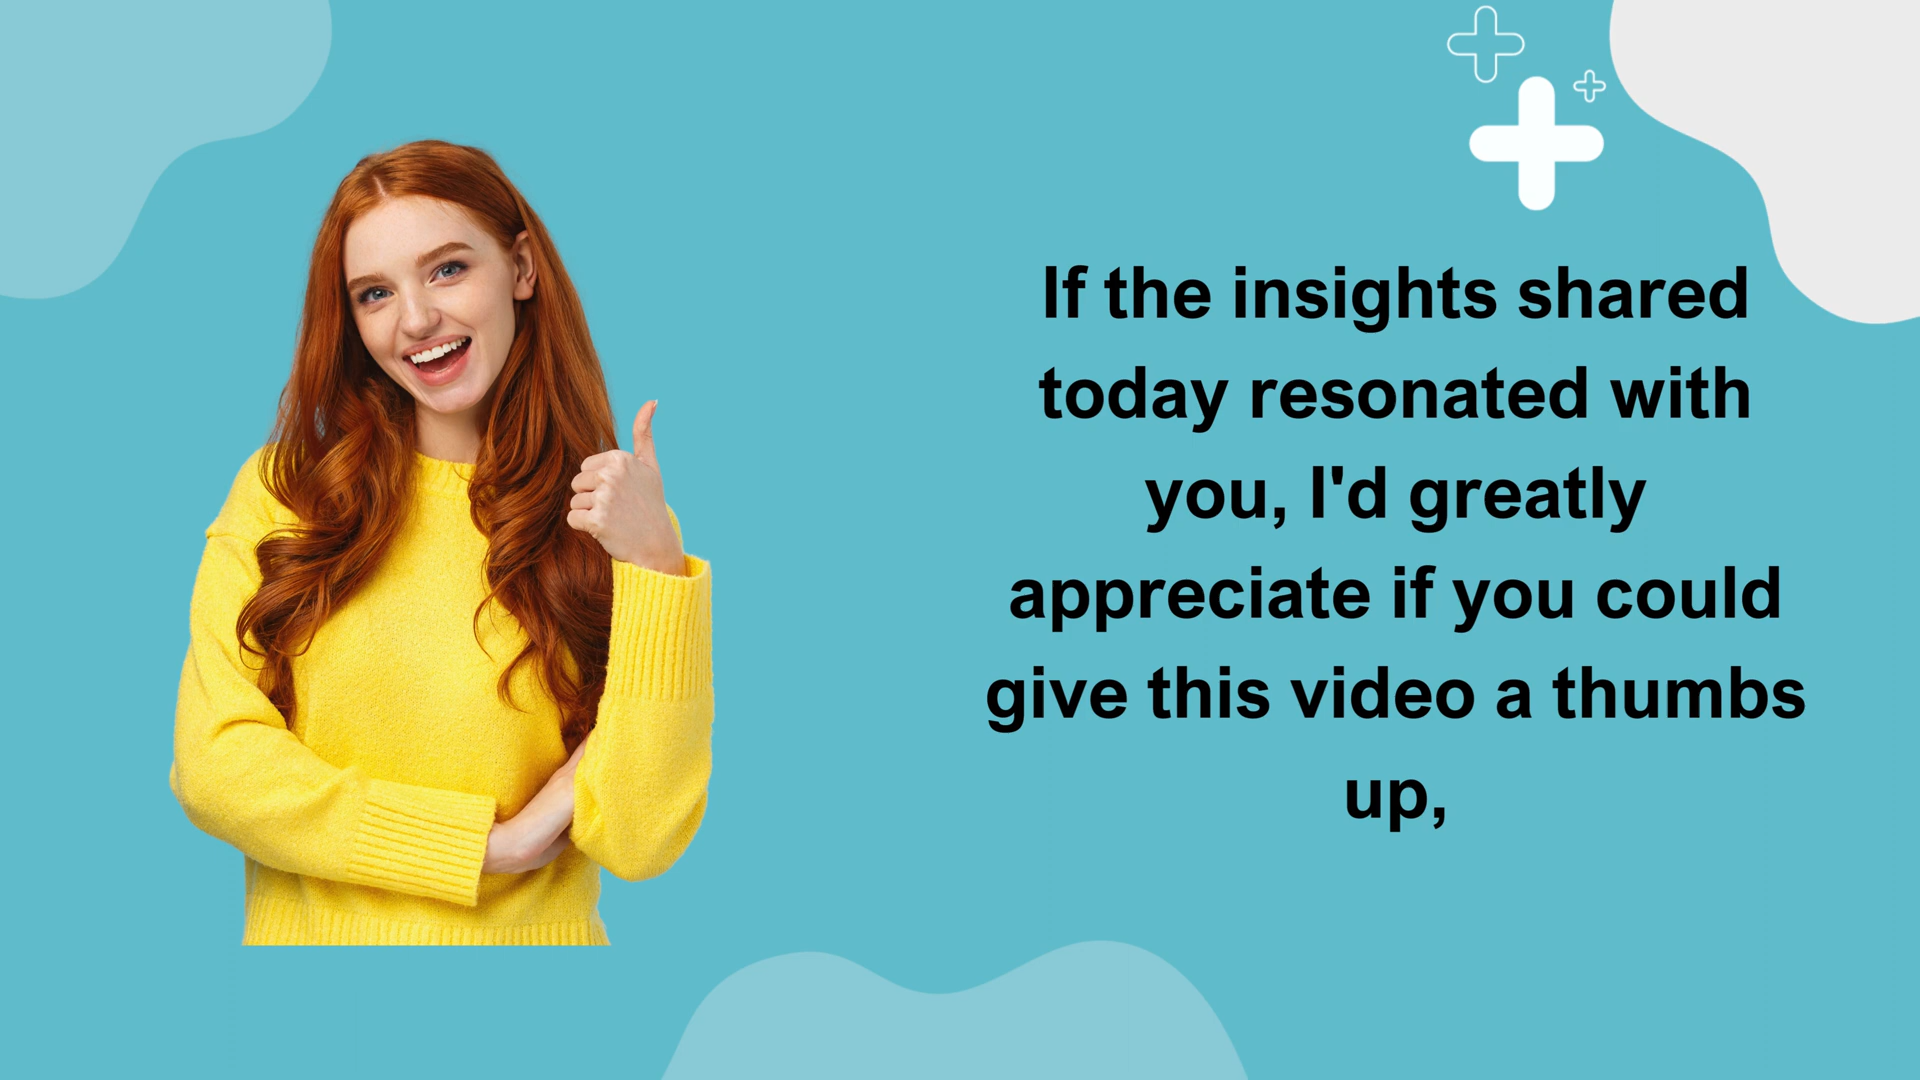 If the insights shared
today resonated with
you, I'd greatly
appreciate if you could
give this video a thumbs
up,